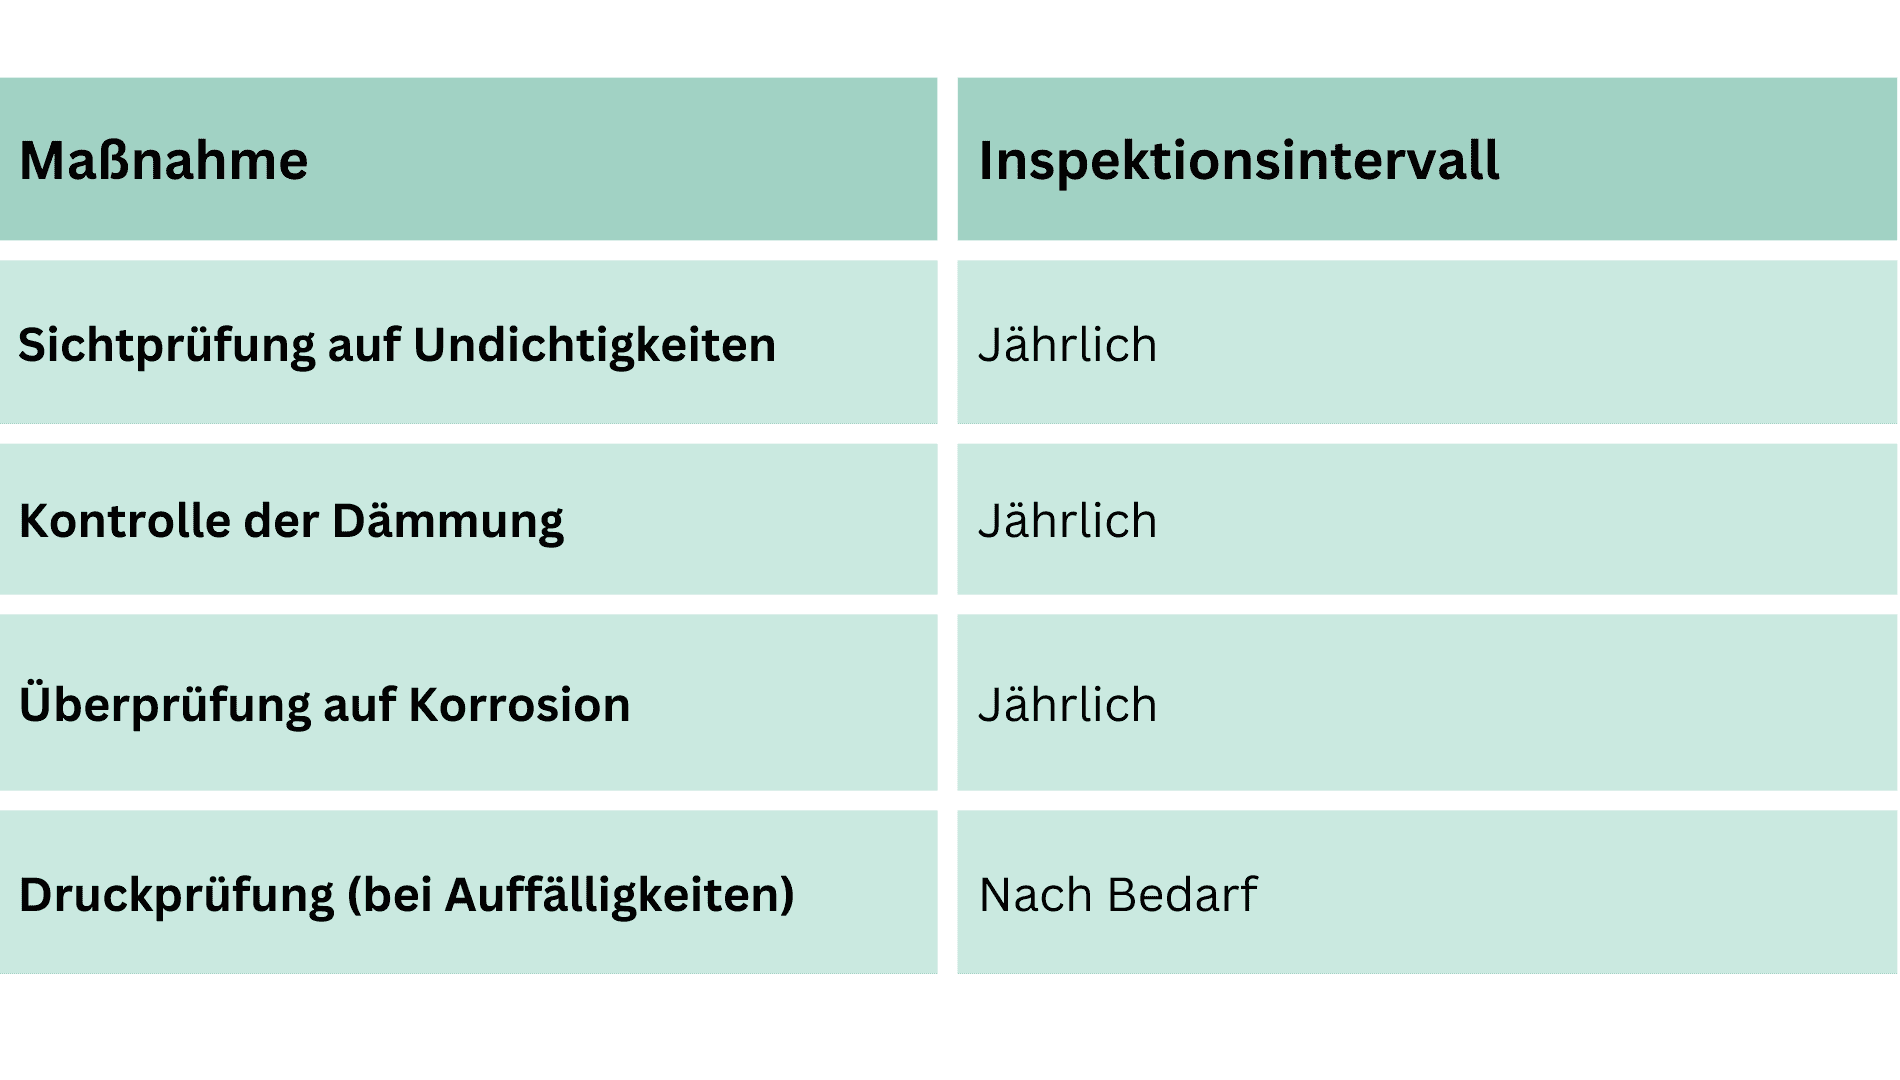 Maßnahme
Inspektionsintervall
Sichtprüfung auf Undichtigkeiten
Jährlich
Kontrolle der Dämmung
Jährlich
Überprüfung auf Korrosion
Jährlich
Druckprüfung (bei Auffälligkeiten)
Nach Bedarf